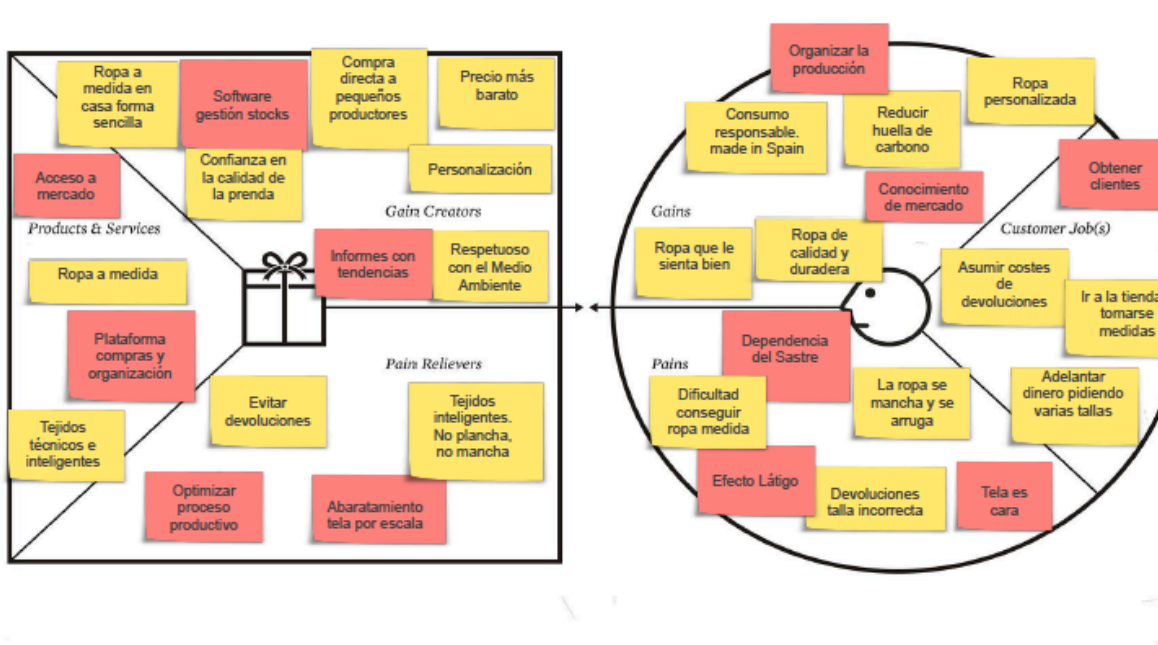 Ropa a
medida en
casa forma
sencilla
Software
gestión stocks
Compra
directa a
pequeños
productores
Precio más
barato
Confianza en
la calidad de
la prenda
Personalización
Acceso a
mercado
Gain Creators
Products & Services
Informes con
tendencias
Respetuoso
con el Medio
Ambiente
Ropa a medida
Plataforma
compras y
organización
Pain Relievers
Evitar
devoluciones
Tejidos
inteligentes.
No plancha,
no mancha
Tejidos
técnicos e
inteligentes
Optimizar
proceso
productivo
Abaratamiento
tela por escala
Organizar la
producción
Ropa
personalizada
Consumo
responsable.
made in Spain
Reducir
huella de
carbono
Obtener
clientes
Conocimiento
de mercado
Gains
Customer Job(s)
Ropa que le
sienta bien
Ropa de
calidad y
duradera
Asumir costes
de
devoluciones
Ir a la tienda
tomarse
medidas
Dependencia
del Sastre
Pains
Dificultad
conseguir
ropa medida
La ropa se
mancha y se
arruga
Adelantar
dinero pidiendo
varias tallas
Efecto Látigo
Devoluciones
talla incorrecta
Tela es
cara